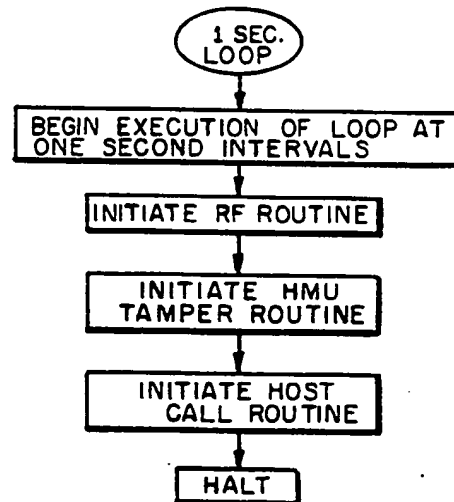 1 SEC.
LOOP
BEGIN EXECUTION OF LOOP AT
ONE SECOND INTERVALS
INITIATE RF ROUTINE
INITIATE HMU
TAMPER ROUTINE
INITIATE HOST
CALL ROUTINE
HALT